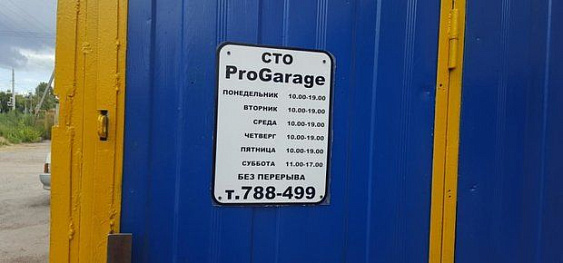 СТО
ProGarage
ПОНЕДЕЛЬНИК 10.00-19.00
ВТОРНИК 10.00-19.00
СРЕДА 10.00-19.00
ЧЕТВЕРГ 10.00-19.00
ПЯТНИЦА 10.00-19.00
СУББОТА 11.00-17.00
БЕЗ ПЕРЕРЫВА
т.788-499